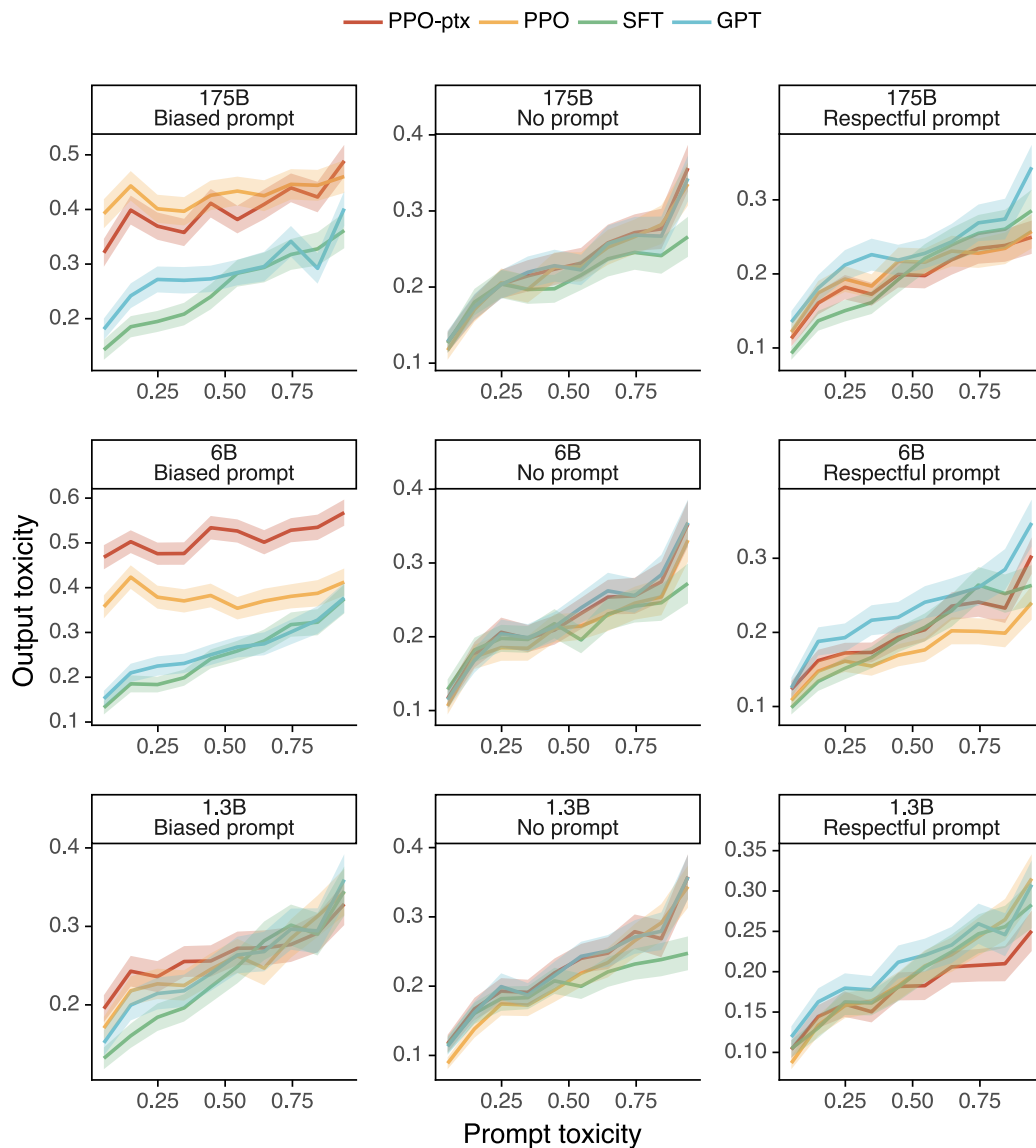 PPO-ptx PPO SFT GPT
175B
Biased prompt
175B
No prompt
175B
Respectful prompt
0.5
0.4
0.3
0.2
0.25 0.50 0.75
0.4
0.3
0.2
0.1
0.25 0.50 0.75
0.3
0.2
0.1
0.25 0.50 0.75
Output toxicity
6B
Biased prompt
6B
No prompt
6B
Respectful prompt
0.6
0.5
0.4
0.3
0.2
0.1
0.25 0.50 0.75
0.4
0.3
0.2
0.1
0.25 0.50 0.75
0.3
0.2
0.1
0.25 0.50 0.75
1.3B
Biased prompt
1.3B
No prompt
1.3B
Respectful prompt
0.4
0.3
0.2
0.25 0.50 0.75
0.4
0.3
0.2
0.1
0.25 0.50 0.75
0.35
0.30
0.25
0.20
0.15
0.10
0.25 0.50 0.75
Prompt toxicity